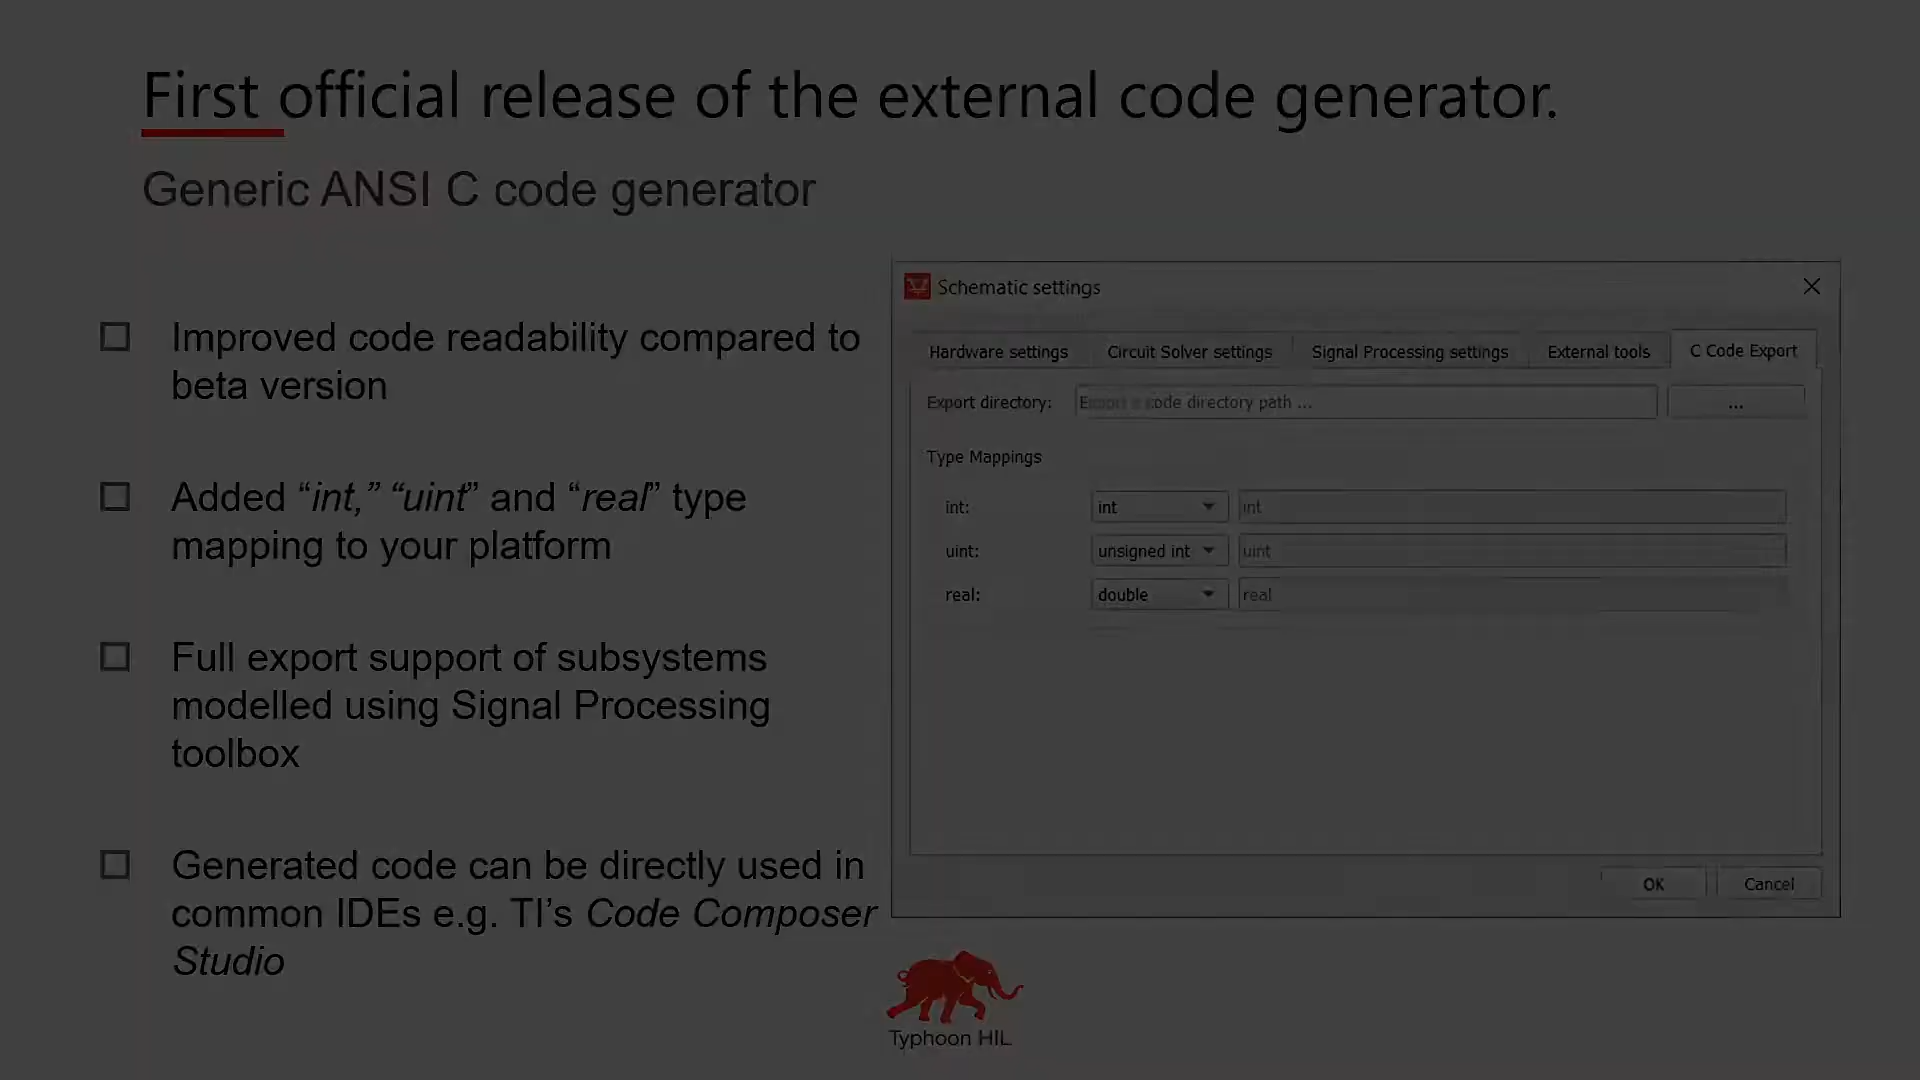 First official release of the external code generator.
Generic ANSI C code generator
Improved code readability compared to
beta version
Added “int,” “uint” and “real” type
mapping to your platform
Full export support of subsystems
modelled using Signal Processing
toolbox
Generated code can be directly used in
common IDEs e.g. TI’s Code Composer
Studio
Schematic settings
Hardware settings Circuit Solver settings Signal Processing settings External tools C Code Export
Export directory: Export c code directory path ... ...
Type Mappings
int: int int
uint: unsigned int uint
real: double real
OK Cancel
Typhoon HIL